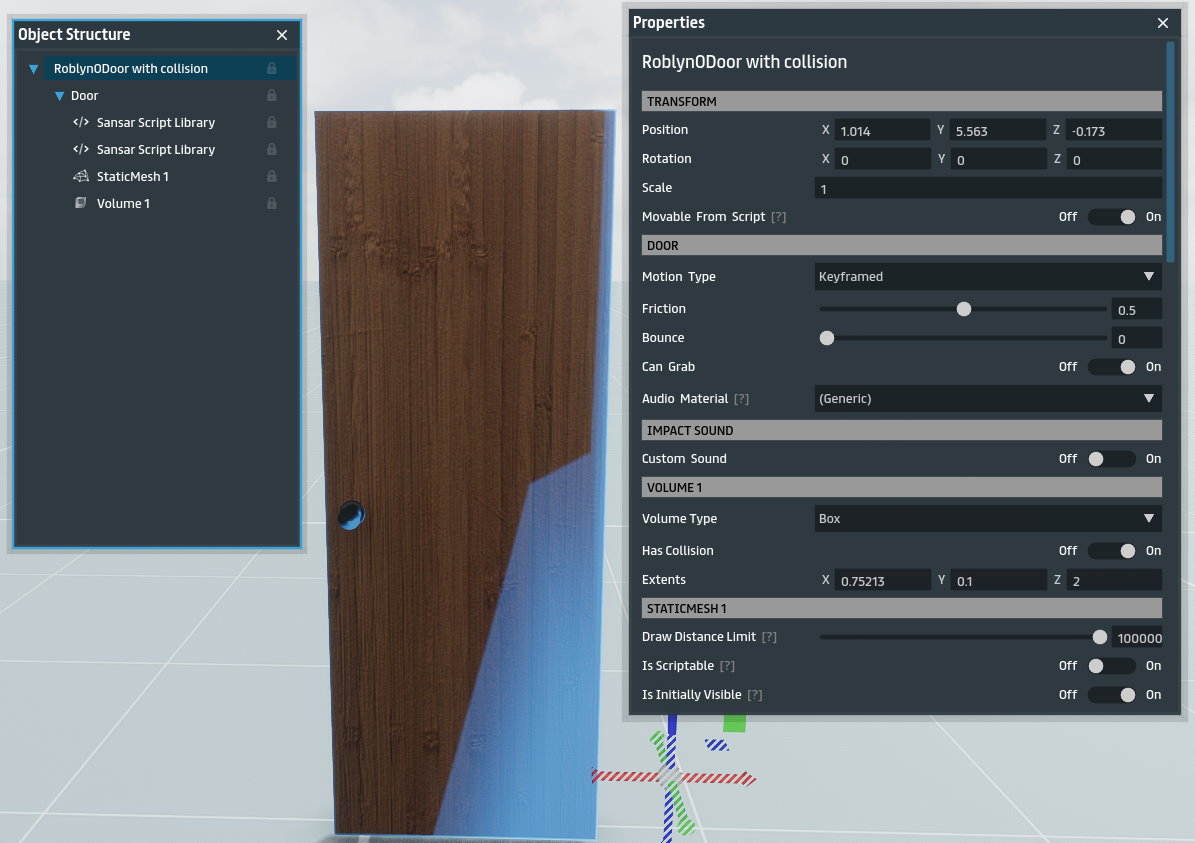 Object Structure
RoblynODoor with collision
Door
Sansar Script Library
Sansar Script Library
StaticMesh 1
Volume 1
Properties
RoblynODoor with collision
TRANSFORM
Position X 1.014 Y 5.563 Z -0.173
Rotation X 0 Y 0 Z 0
Scale 1
Movable From Script [?] Off On
DOOR
Motion Type Keyframed
Friction 0.5
Bounce 0
Can Grab Off On
Audio Material [?] (Generic)
IMPACT SOUND
Custom Sound Off On
VOLUME 1
Volume Type Box
Has Collision Off On
Extents X 0.75213 Y 0.1 Z 2
STATICMESH 1
Draw Distance Limit [?] 100000
Is Scriptable [?] Off On
Is Initially Visible [?] Off On